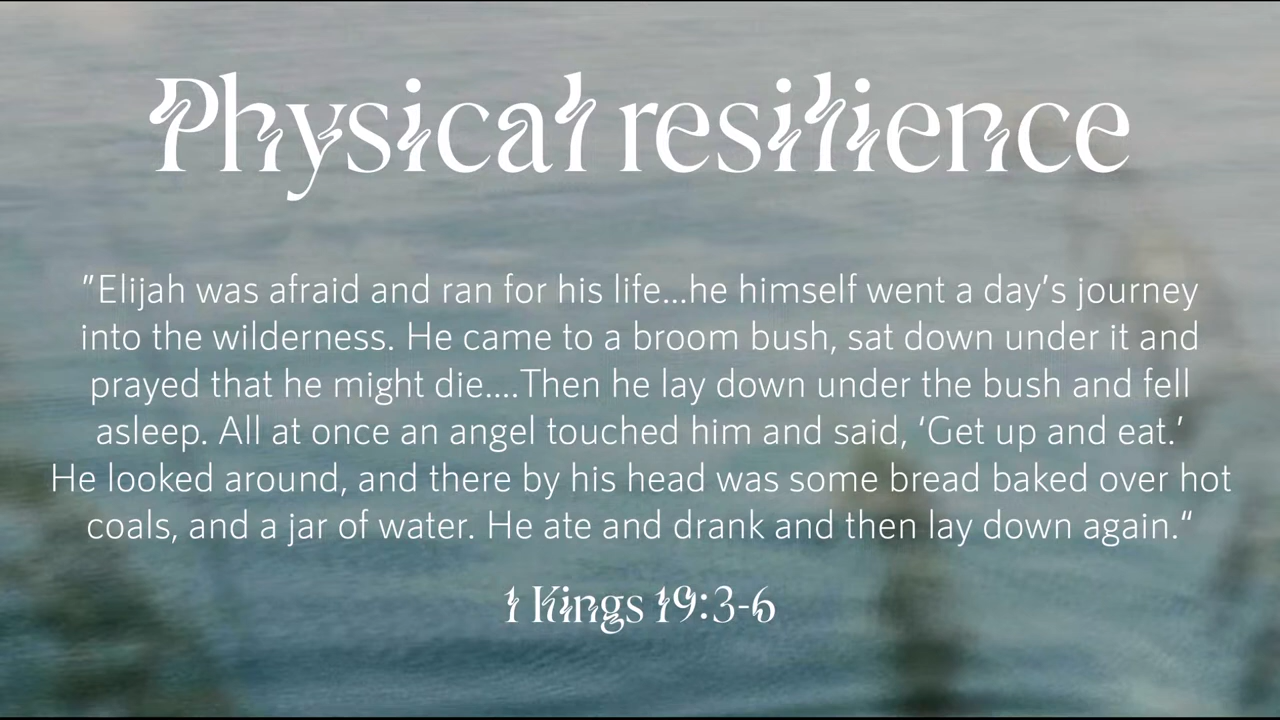 Physical resilience
"Elijah was afraid and ran for his life...he himself went a day’s journey
into the wilderness. He came to a broom bush, sat down under it and
prayed that he might die....Then he lay down under the bush and fell
asleep. All at once an angel touched him and said, ‘Get up and eat.’
He looked around, and there by his head was some bread baked over hot
coals, and a jar of water. He ate and drank and then lay down again.“
1 Kings 19:3-6